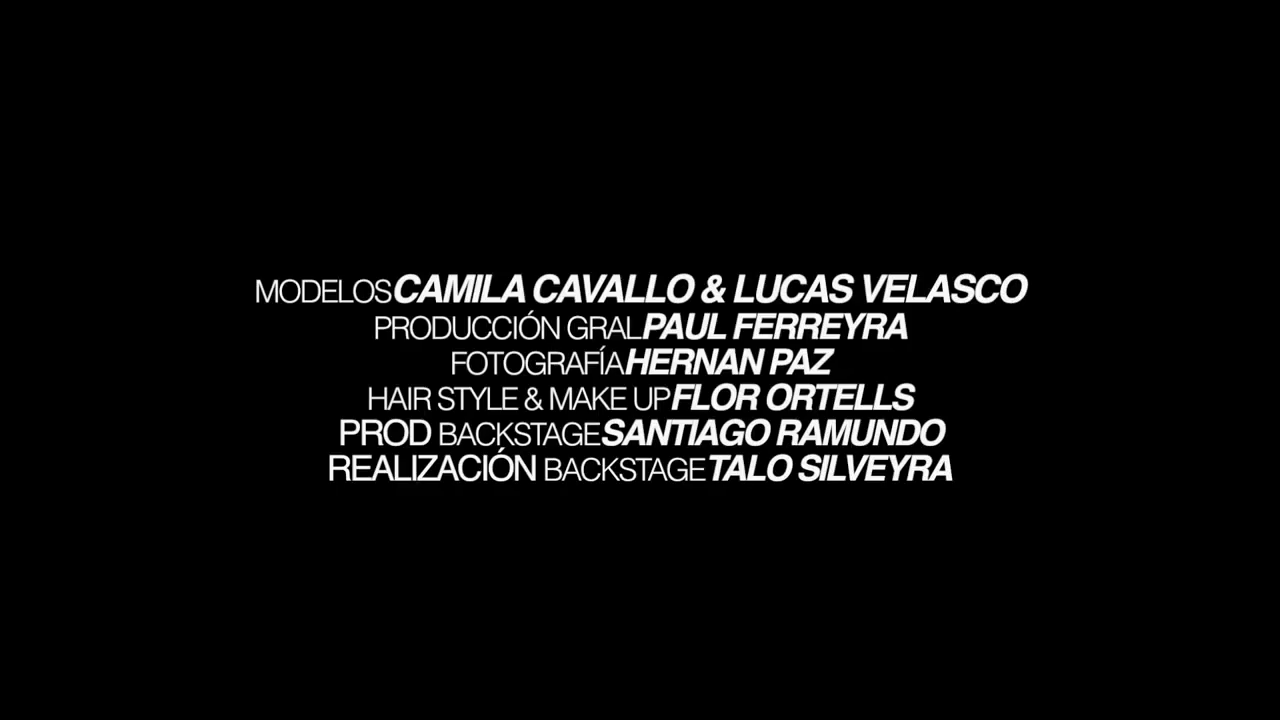 MODELOS CAMILA CAVALLO & LUCAS VELASCO
PRODUCCIÓN GRAL PAUL FERREYRA
FOTOGRAFÍA HERNAN PAZ
HAIR STYLE & MAKE UP FLOR ORTELLS
PROD BACKSTAGE SANTIAGO RAMUNDO
REALIZACIÓN BACKSTAGE TALO SILVEYRA